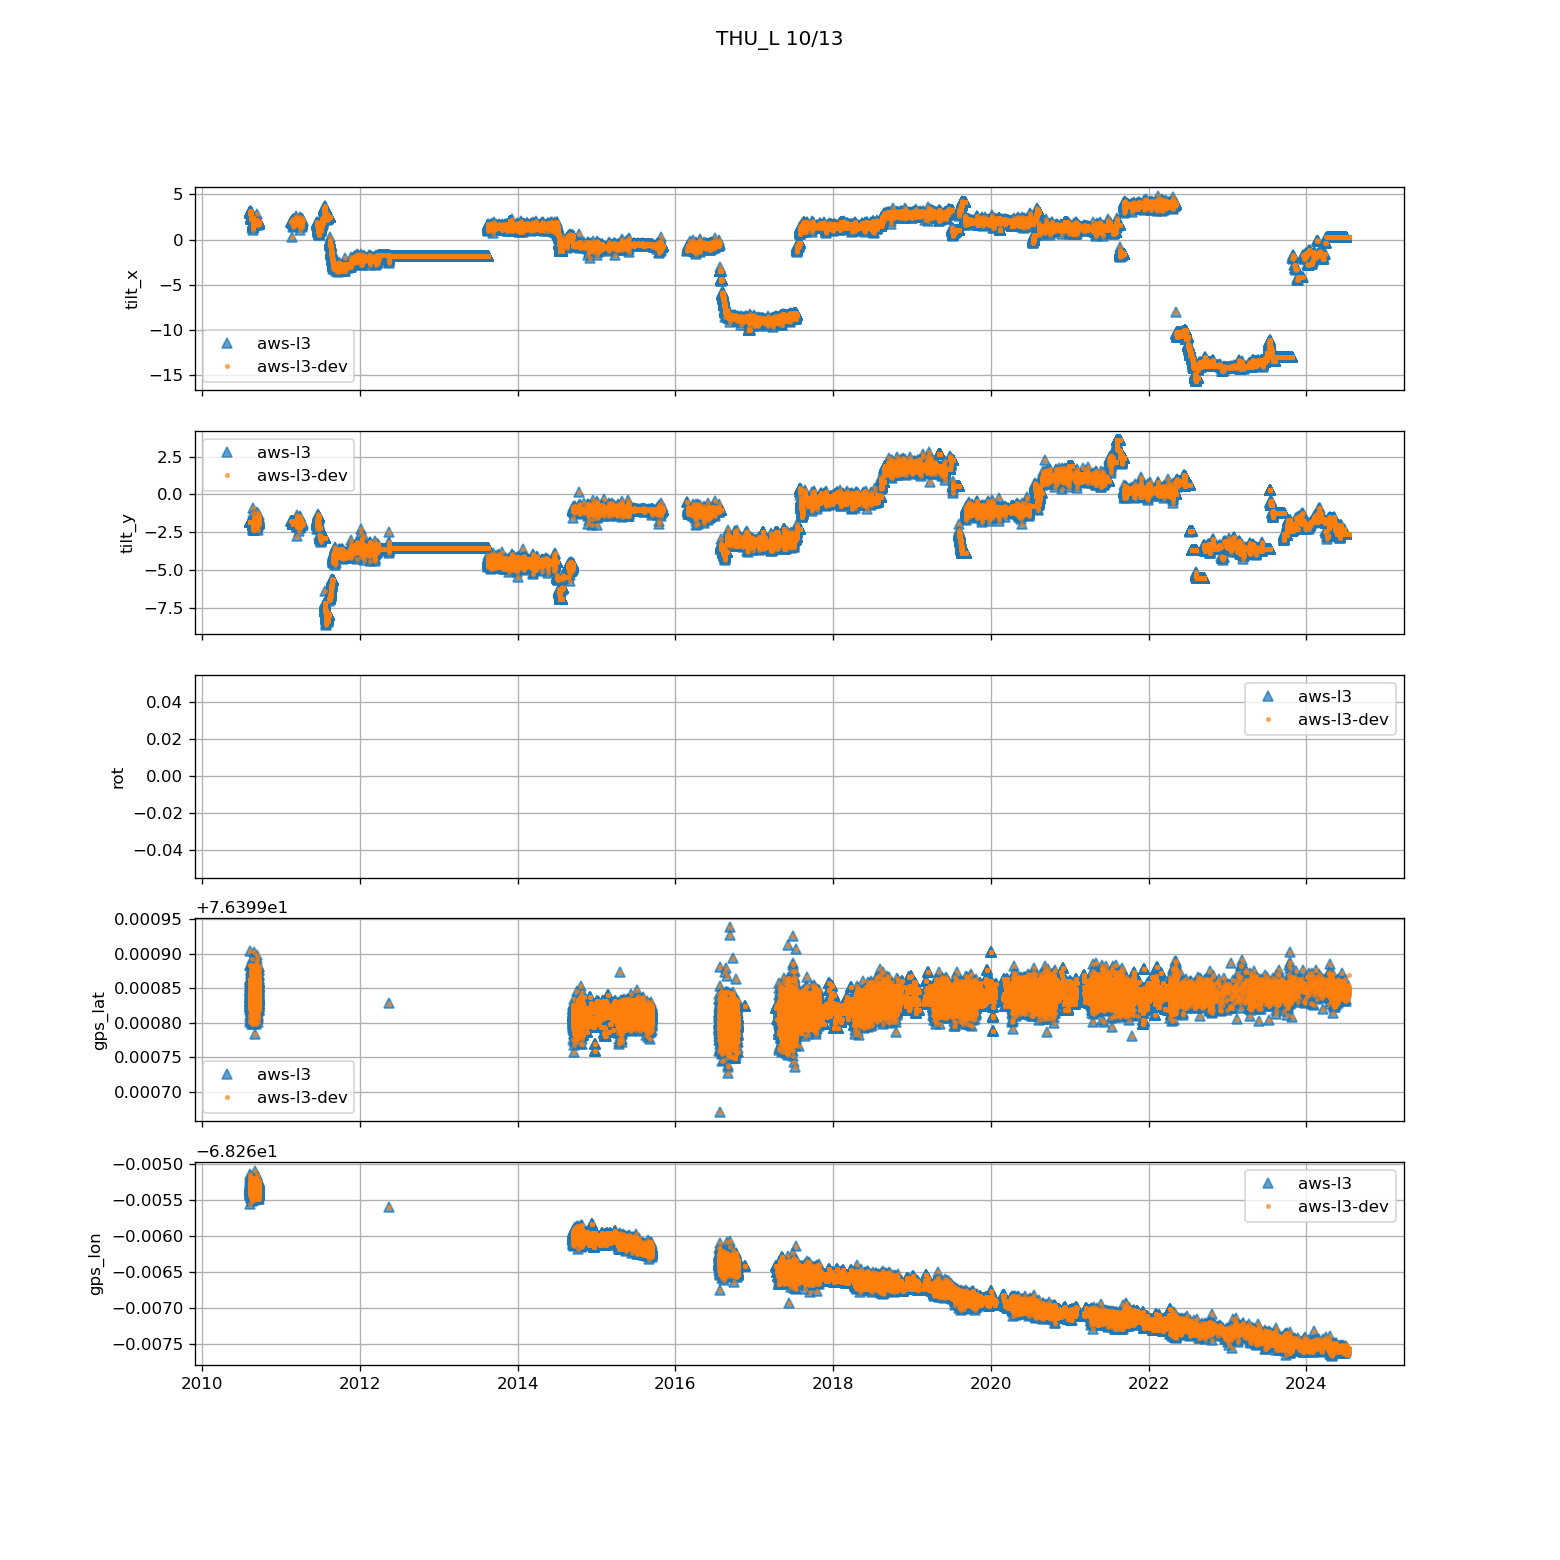 THU_L 10/13
5
0
−5
−10
−15
tilt_x
aws-l3
aws-l3-dev
2.5
0.0
−2.5
−5.0
−7.5
tilt_y
aws-l3
aws-l3-dev
0.04
0.02
0.00
−0.02
−0.04
rot
aws-l3
aws-l3-dev
+7.6399e1
0.00095
0.00090
0.00085
0.00080
0.00075
0.00070
gps_lat
aws-l3
aws-l3-dev
−6.826e1
−0.0050
−0.0055
−0.0060
−0.0065
−0.0070
−0.0075
gps_lon
aws-l3
aws-l3-dev
2010 2012 2014 2016 2018 2020 2022 2024